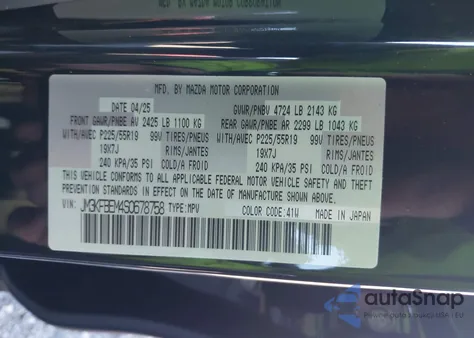 MFD. BY MAZDA MOTOR CORPORATION
DATE 04/25
GVWR/PNBV 4724 LB 2143 KG
FRONT GAWR/PNBE AV 2425 LB 1100 KG
REAR GAWR/PNBE AR 2299 LB 1043 KG
WITH/AVEC P225/55R19 99V TIRES/PNEUS
WITH/AVEC P225/55R19 99V TIRES/PNEUS
19X7J RIMS/JANTES
19X7J RIMS/JANTES
240 KPA/35 PSI COLD/A FROID
240 KPA/35 PSI COLD/A FROID
THIS VEHICLE CONFORMS TO ALL APPLICABLE FEDERAL MOTOR VEHICLE SAFETY AND BUMPER
STANDARDS IN EFFECT ON THE DATE OF MANUFACTURE SHOWN ABOVE.
VIN: JM3KFBEM4S0678758 TYPE:MPV COLOR CODE:41W MADE IN JAPAN
autoSnap